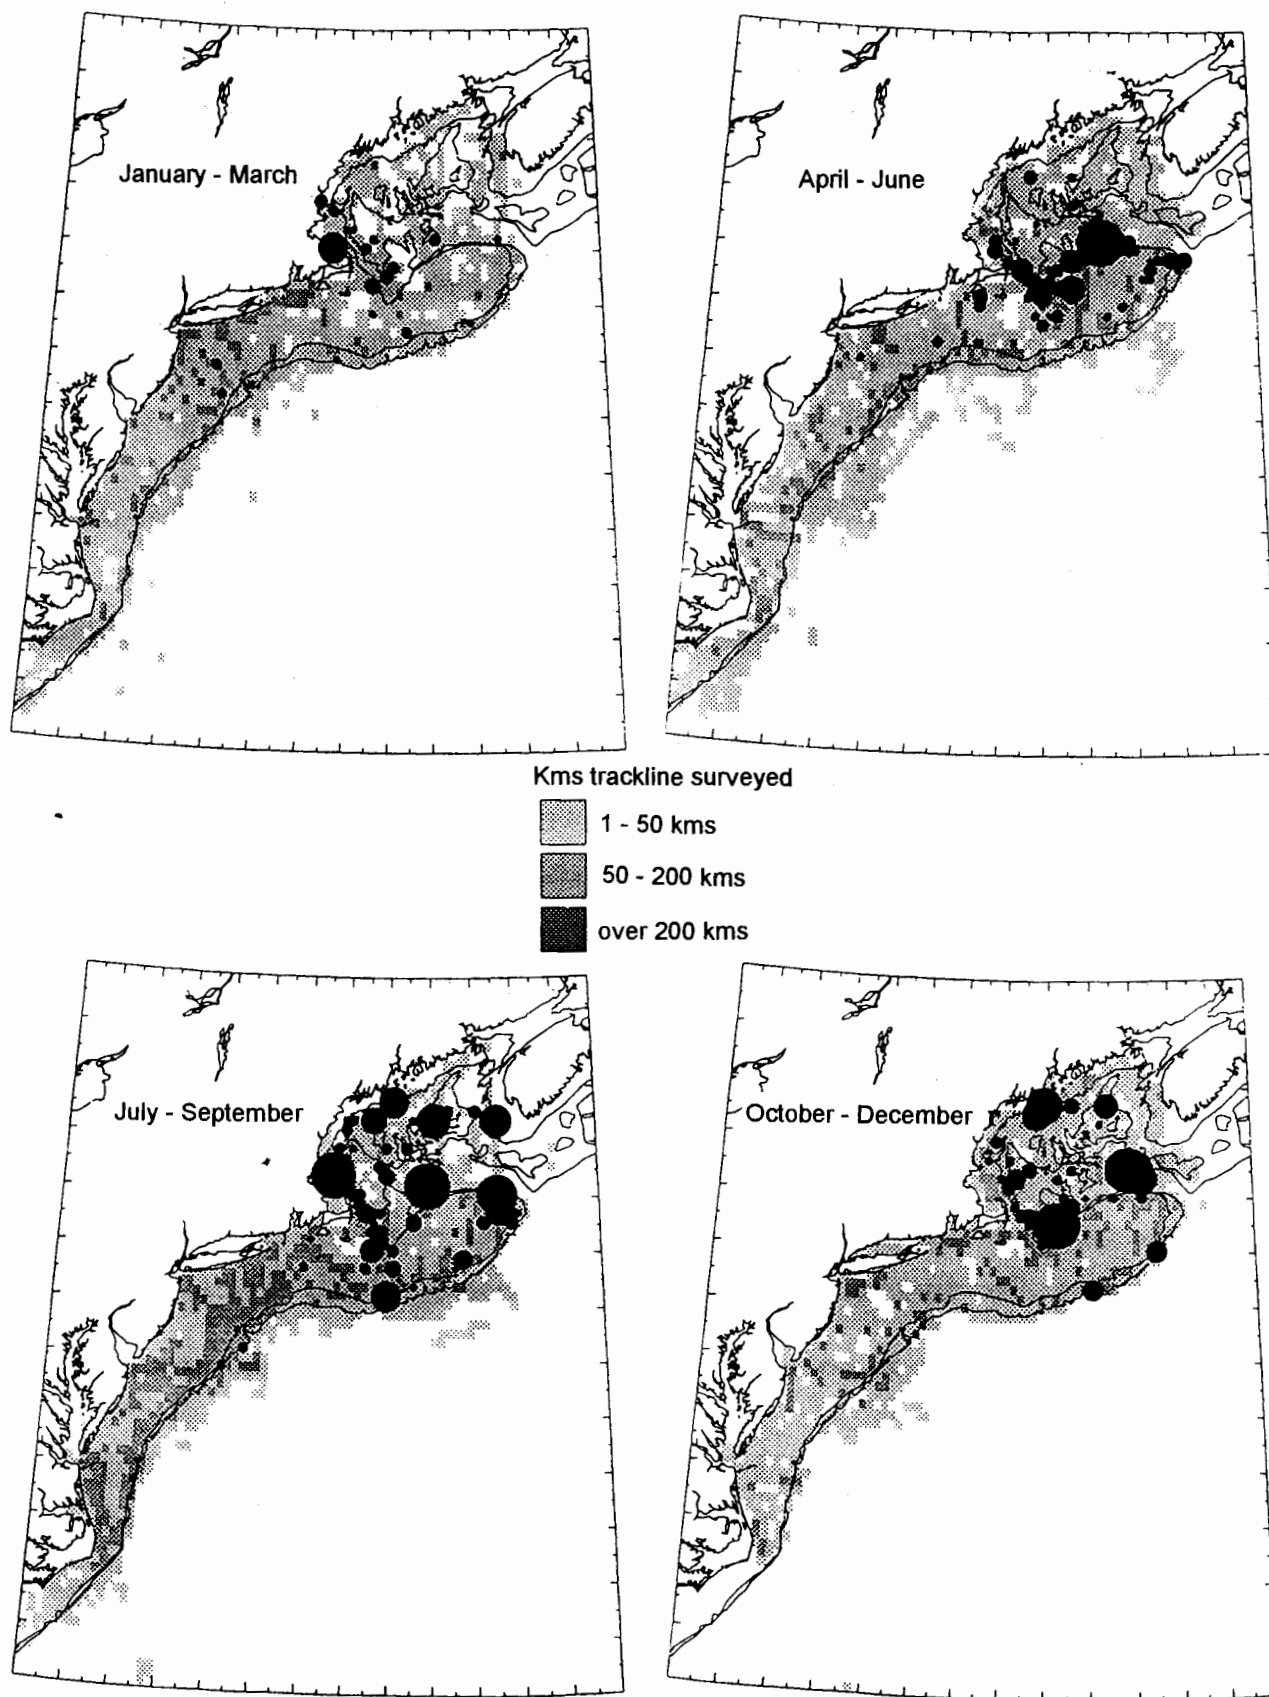 January - March
April - June
Kms trackline surveyed
1 - 50 kms
50 - 200 kms
over 200 kms
July - September
October - December